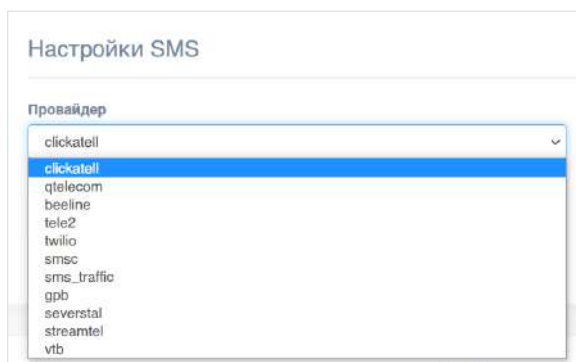 Настройки SMS
Провайдер
clickatell
clickatell
qtelecom
beeline
tele2
twilio
smsc
sms_traffic
gpb
severstal
streamtel
vtb